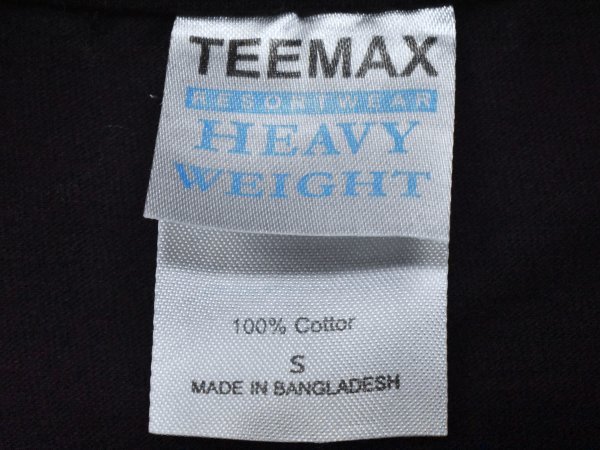 TEEMAX
RESORTWEAR
HEAVY
WEIGHT
100% Cottor
S
MADE IN BANGLADESH